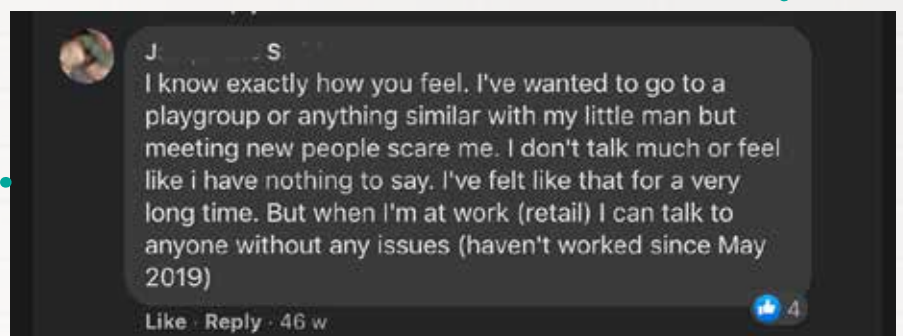 J S
I know exactly how you feel. I've wanted to go to a
playgroup or anything similar with my little man but
meeting new people scare me. I don't talk much or feel
like i have nothing to say. I've felt like that for a very
long time. But when I'm at work (retail) I can talk to
anyone without any issues (haven't worked since May
2019)
4
Like · Reply · 46 w